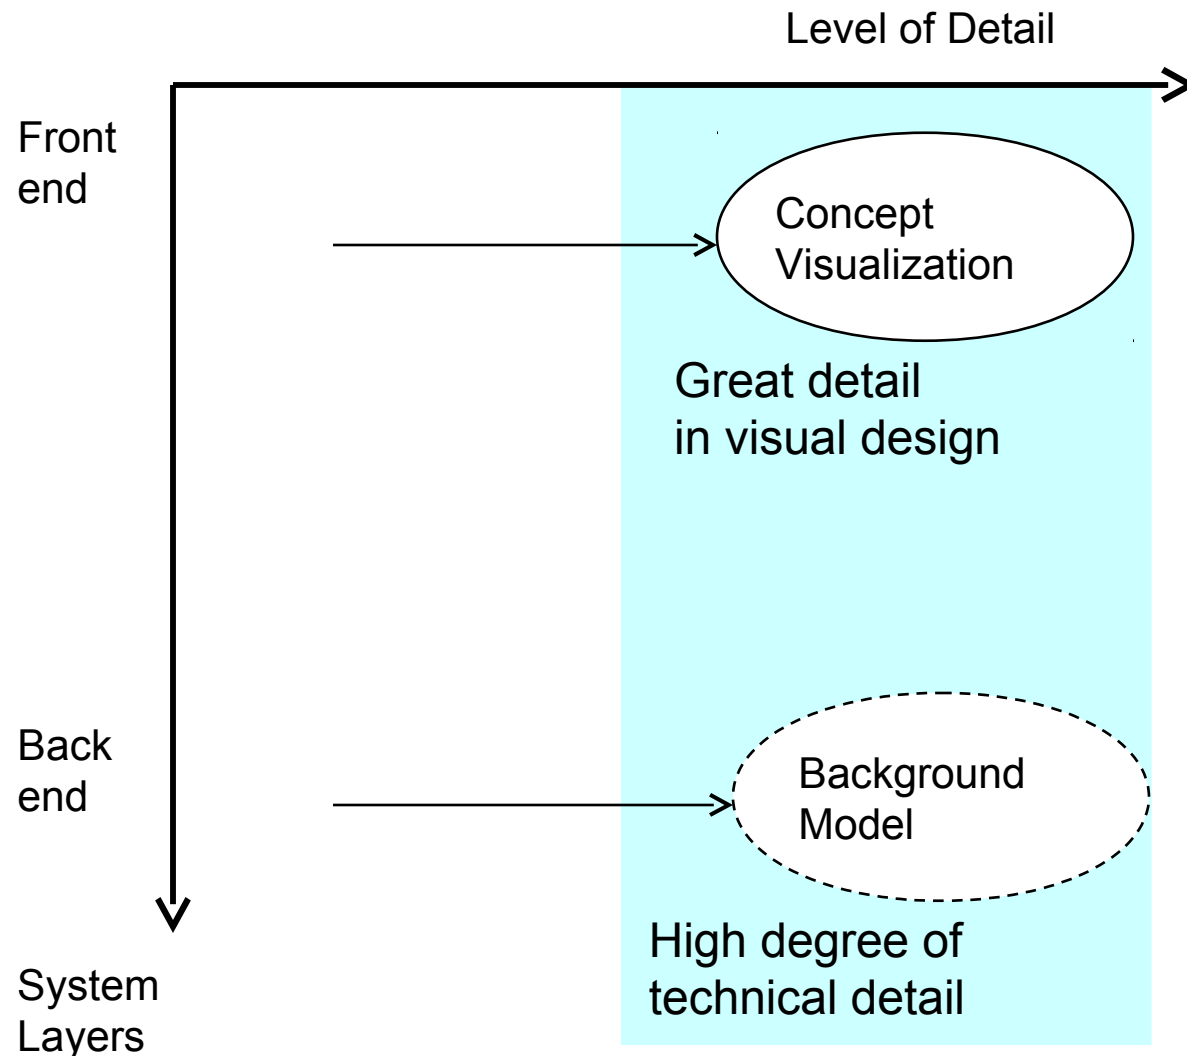 Level of Detail
Front
end
Concept
Visualization
Great detail
in visual design
Back
end
Background
Model
High degree of
technical detail
System
Layers